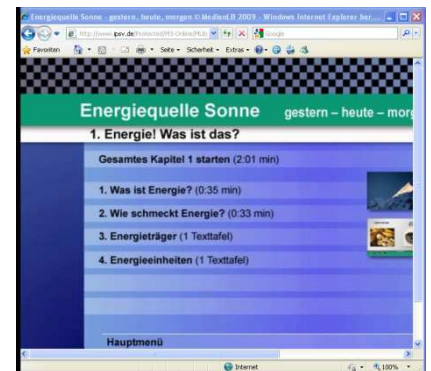 Energiequelle Sonne - gestern, heute, morgen © MedienLB 2009 - Windows Internet Explorer ber...
Google
Favoriten Seite Sicherheit Extras
Energiequelle Sonne gestern – heute – morg
1. Energie! Was ist das?
Gesamtes Kapitel 1 starten (2:01 min)
1. Was ist Energie? (0:35 min)
2. Wie schmeckt Energie? (0:33 min)
3. Energieträger (1 Texttafel)
4. Energieeinheiten (1 Texttafel)
Hauptmenü
Internet 100%